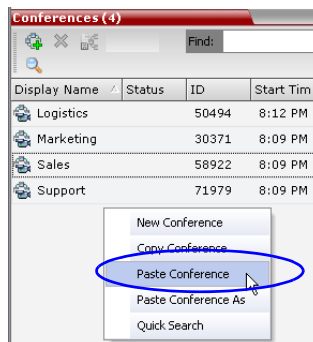 Conferences (4)
Find:
Display Name Status ID Start Tim
Logistics 50494 8:12 PM
Marketing 30371 8:09 PM
Sales 58922 8:09 PM
Support 71979 8:09 PM
New Conference
Copy Conference
Paste Conference
Paste Conference As
Quick Search